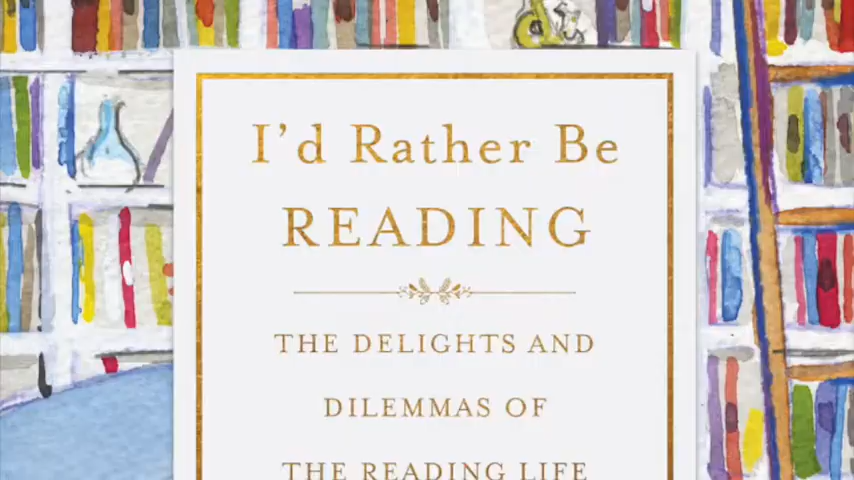 I’d Rather Be
READING
THE DELIGHTS AND
DILEMMAS OF
THE READING LIFE